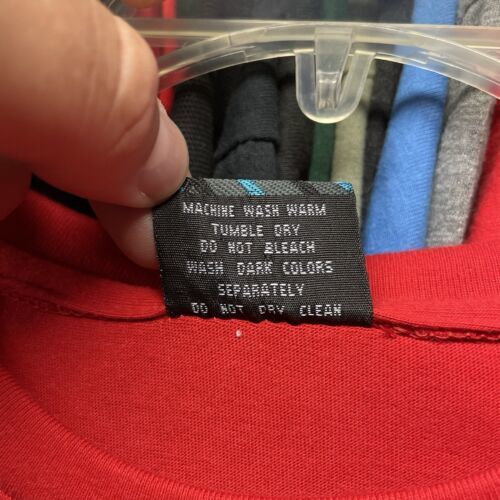 MACHINE WASH WARM
TUMBLE DRY
DO NOT BLEACH
WASH DARK COLORS
SEPARATELY
DO NOT DRY CLEAN